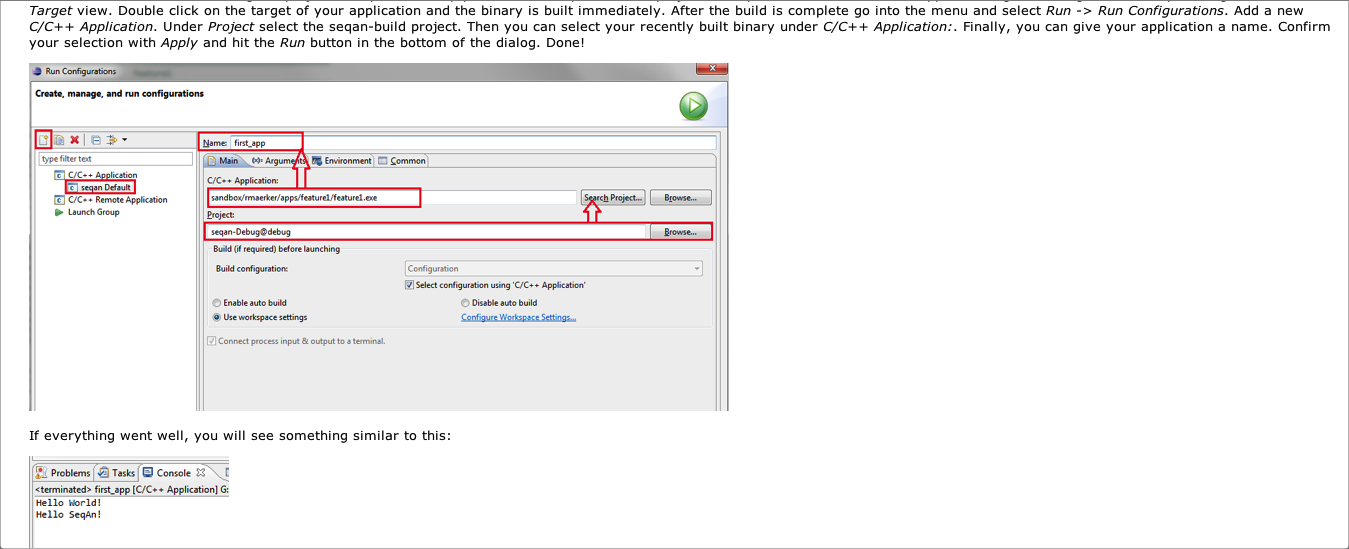 Target view. Double click on the target of your application and the binary is built immediately. After the build is complete go into the menu and select Run -> Run Configurations. Add a new
C/C++ Application. Under Project select the seqan-build project. Then you can select your recently built binary under C/C++ Application:. Finally, you can give your application a name. Confirm
your selection with Apply and hit the Run button in the bottom of the dialog. Done!
Run Configurations
Create, manage, and run configurations
Name: first_app
type filter text
Main Arguments Environment Common
C/C++ Application
seqan Default
C/C++ Remote Application
Launch Group
C/C++ Application:
sandbox/rmaerker/apps/feature1/feature1.exe Search Project... Browse...
Project:
seqan-Debug@debug Browse...
Build (if required) before launching
Build configuration: Configuration
Select configuration using 'C/C++ Application'
Enable auto build Disable auto build
Use workspace settings Configure Workspace Settings...
Connect process input & output to a terminal.
If everything went well, you will see something similar to this:
Problems Tasks Console
<terminated> first_app [C/C++ Application] G:
Hello World!
Hello SeqAn!